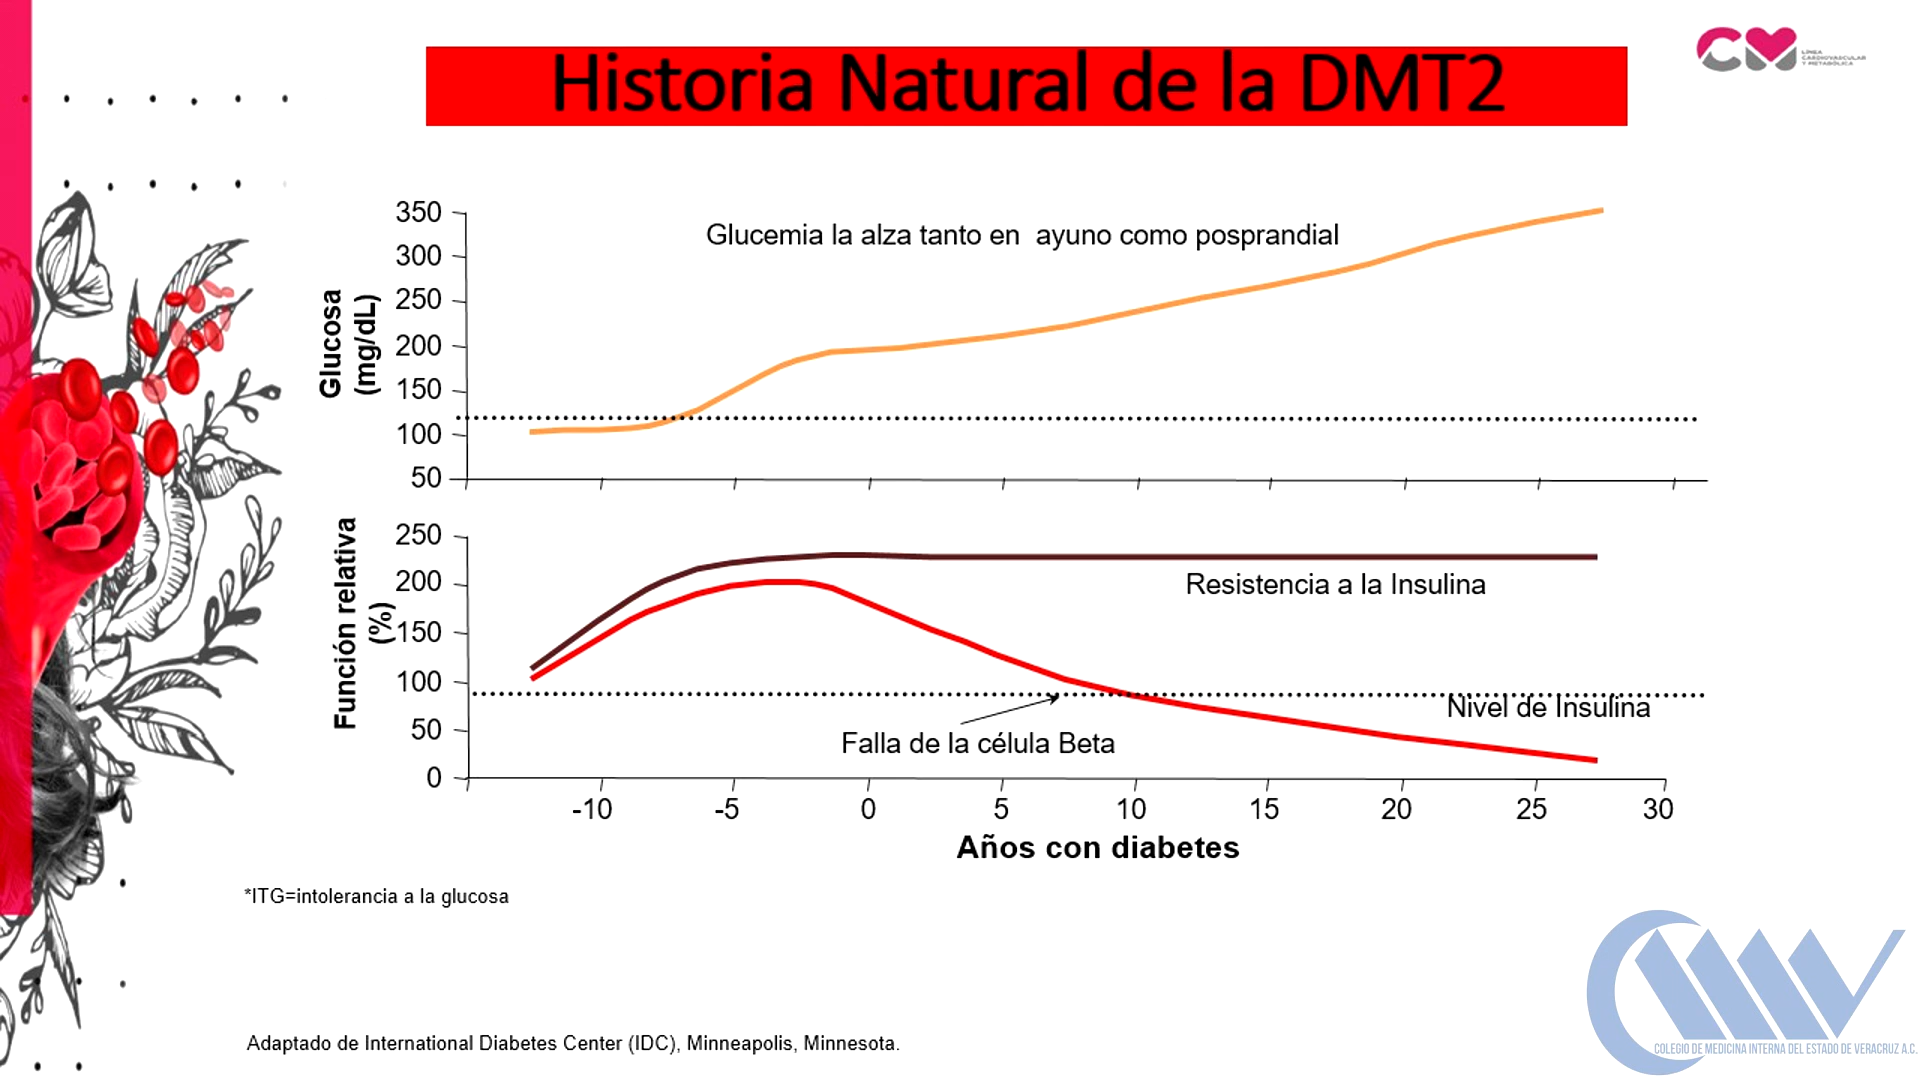 Historia Natural de la DMT2
LÍNEA
CARDIOVASCULAR
Y METABÓLICA
350
300
250
200
150
100
50
Glucosa
(mg/dL)
Glucemia la alza tanto en ayuno como posprandial
250
200
150
100
50
0
Función relativa
(%)
Resistencia a la Insulina
Nivel de Insulina
Falla de la célula Beta
-10 -5 0 5 10 15 20 25 30
Años con diabetes
*ITG=intolerancia a la glucosa
Adaptado de International Diabetes Center (IDC), Minneapolis, Minnesota.
COLEGIO DE MEDICINA INTERNA DEL ESTADO DE VERACRUZ A.C.